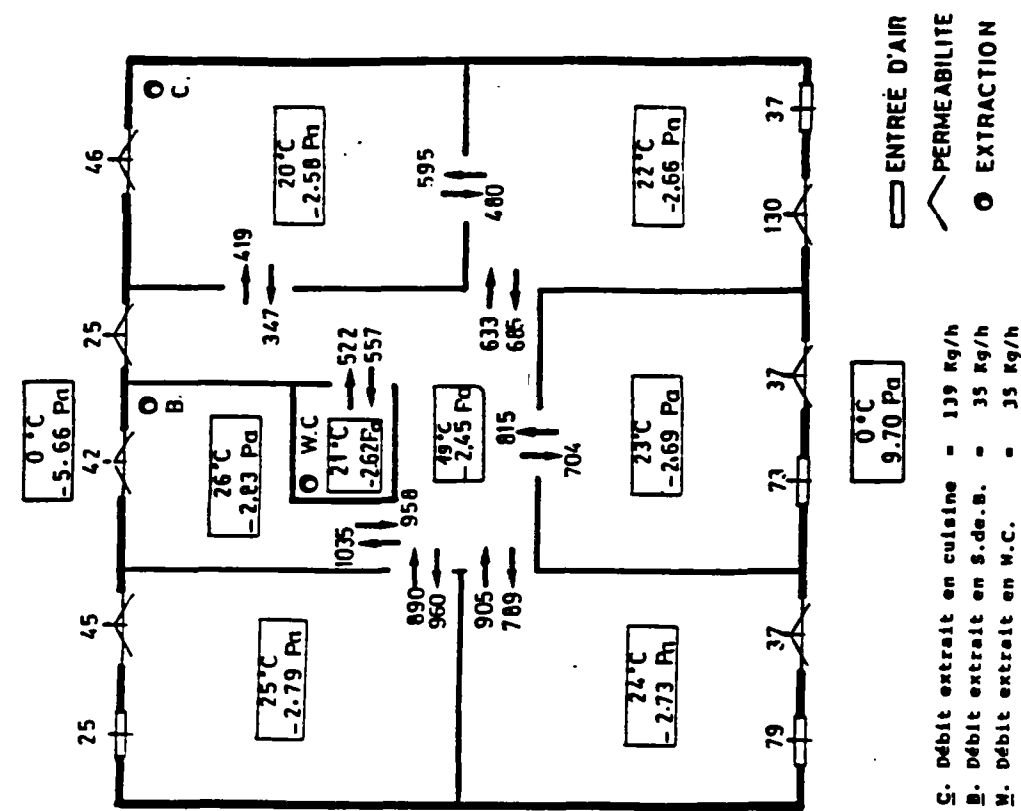 0°C
-5.66 Pa
25
45
42
25
46
25°C
-2.79 Pa
26°C
-2,83 Pa
B.
C.
20°C
-2.58 Pa
W.C
21°C
-2.62Pa
19°C
-2.45 Pa
522
557
419
347
1035
958
890
960
905
789
815
704
633
685
595
480
24°C
-2.73 Pa
23°C
-2.69 Pa
22°C
-2.66 Pa
79
37
73
37
130
37
0°C
9.70 Pa
C. Débit extrait en cuisine = 139 Kg/h
B. Débit extrait en S.de.B. = 35 Kg/h
W. Débit extrait en W.C. = 35 Kg/h
ENTREE D'AIR
PERMEABILITE
EXTRACTION